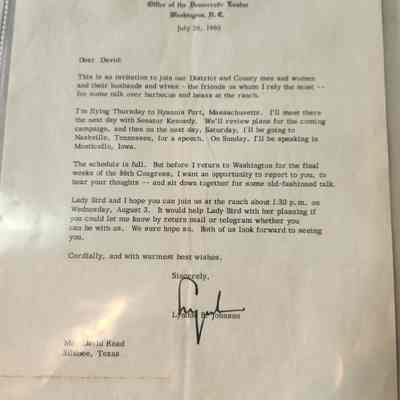 Office of the Democratic Leader
Washington, D. C.
July 26, 1960
Dear David:
This is an invitation to join our District and County men and women
and their husbands and wives - the friends on whom I rely the most --
for some talk over barbecue and beans at the ranch.
I'm flying Thursday to Hyannis Port, Massachusetts. I'll meet there
the next day with Senator Kennedy. We'll review plans for the coming
campaign, and then on the next day, Saturday, I'll be going to
Nashville, Tennessee, for a speech. On Sunday, I'll be speaking in
Monticello, Iowa.
The schedule is full. But before I return to Washington for the final
weeks of the 86th Congress, I want an opportunity to report to you, to
hear your thoughts -- and sit down together for some old-fashioned talk.
Lady Bird and I hope you can join us at the ranch about 1:30 p.m. on
Wednesday, August 3. It would help Lady Bird with her planning if
you could let me know by return mail or telegram whether you
can be with us. We sure hope so. Both of us look forward to seeing
you.
Cordially, and with warmest best wishes.
Sincerely,
Lyndon B. Johnson
David Read
Silsbee, Texas